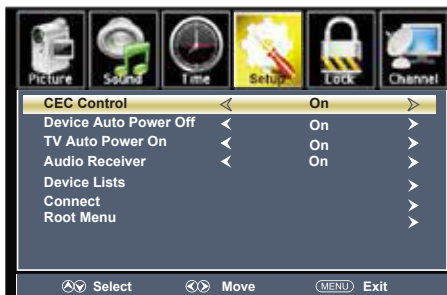 Picture Sound Time Setup Lock Channel
CEC Control On
Device Auto Power Off On
TV Auto Power On On
Audio Receiver On
Device Lists
Connect
Root Menu
Select Move MENU Exit